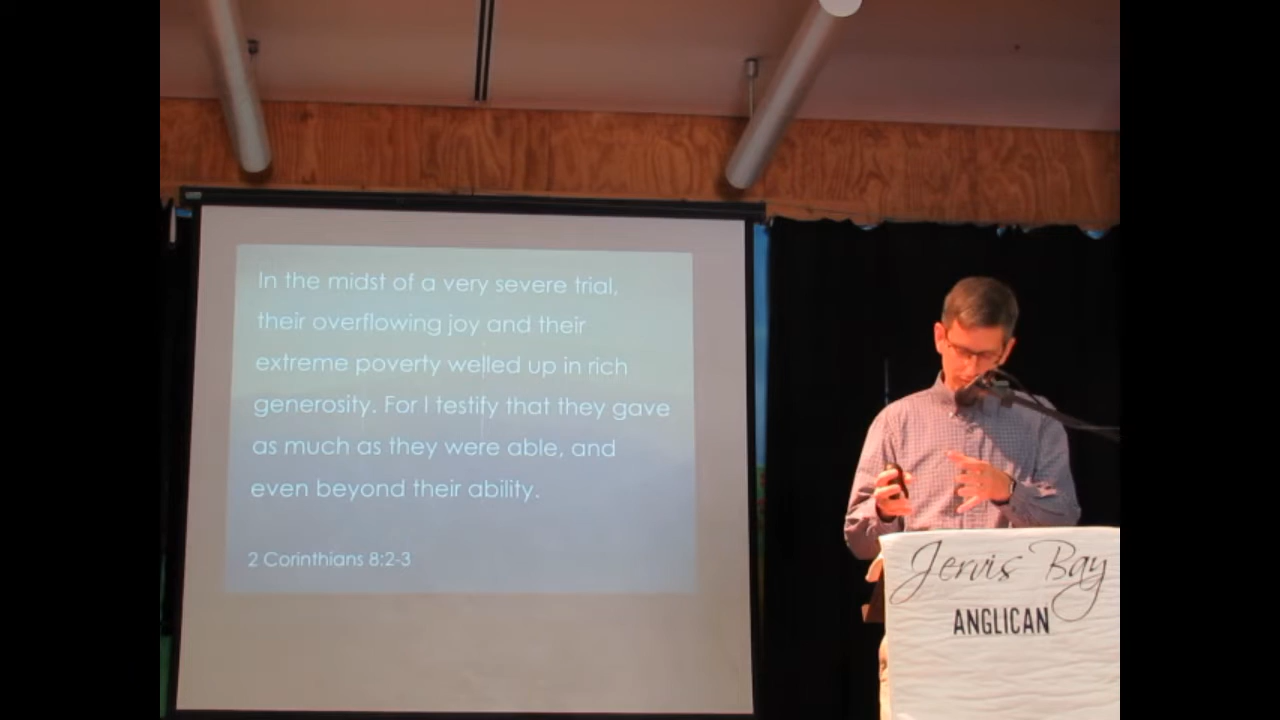 In the midst of a very severe trial,
their overflowing joy and their
extreme poverty welled up in rich
generosity. For I testify that they gave
as much as they were able, and
even beyond their ability.
2 Corinthians 8:2-3
Jervis Bay
ANGLICAN